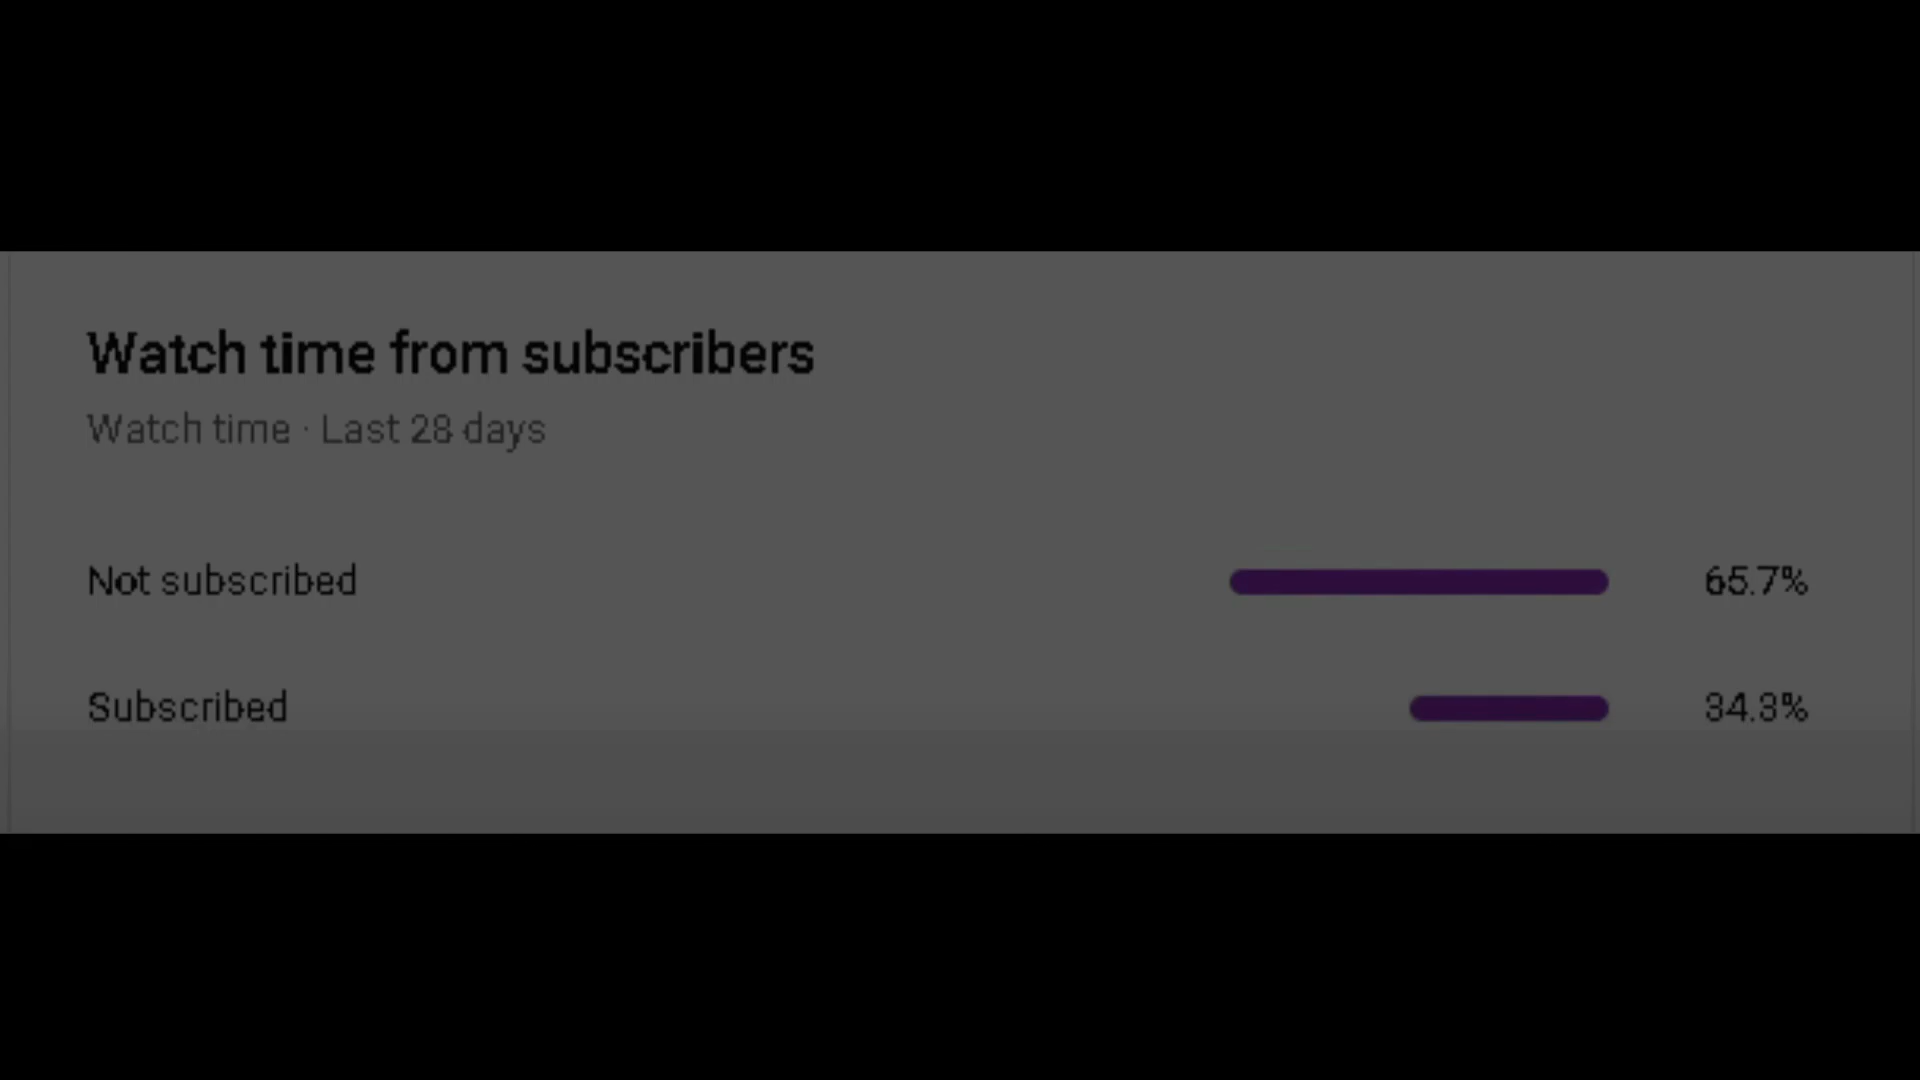 Watch time from subscribers
Watch time · Last 28 days
Not subscribed 65.7%
Subscribed 34.3%